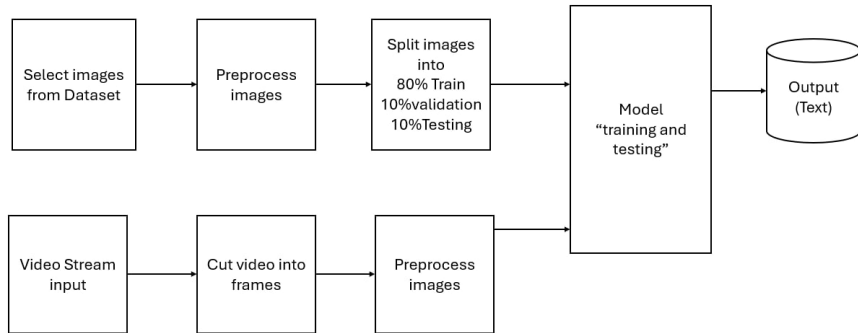 Select images
from Dataset
Preprocess
images
Split images
into
80% Train
10%validation
10%Testing
Model
“training and
testing”
Output
(Text)
Video Stream
input
Cut video into
frames
Preprocess
images